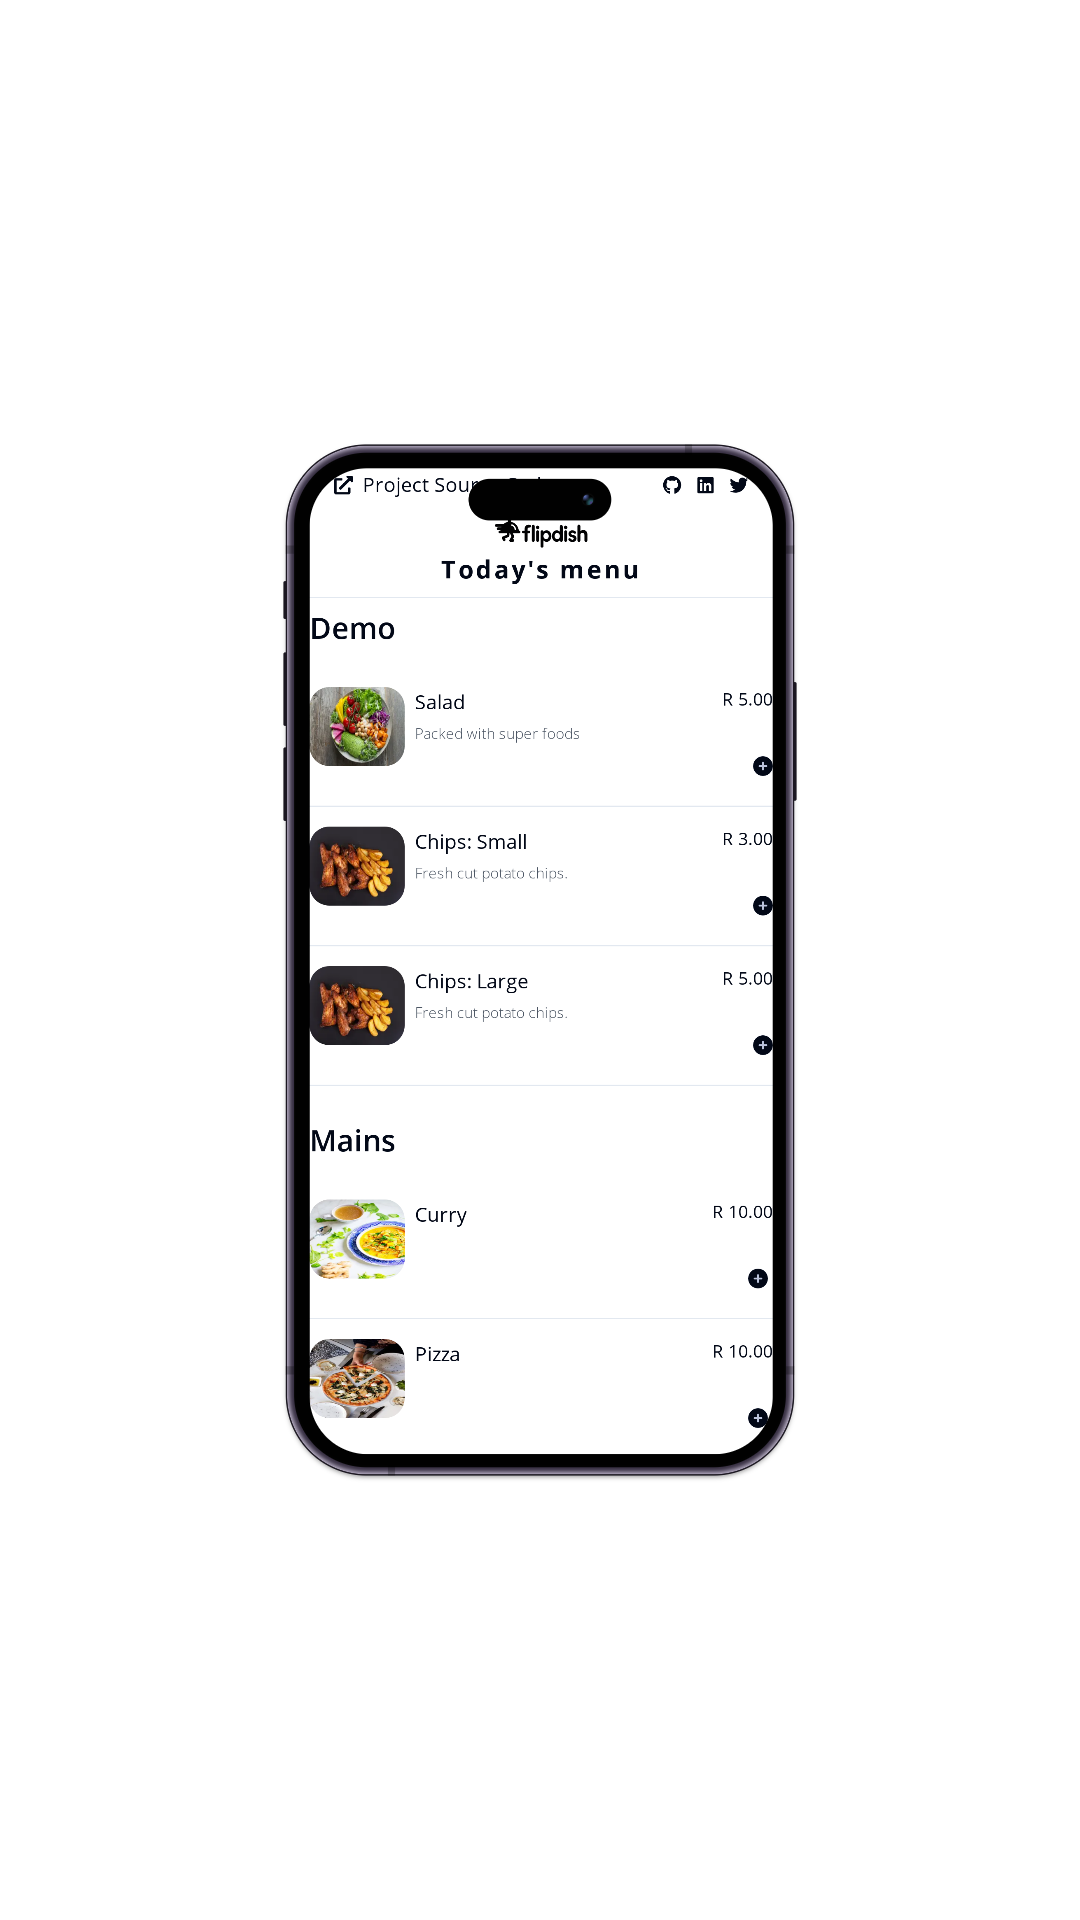 Project Sour
flipdish
Today's menu
Demo
Salad
R 5.00
Packed with super foods
Chips: Small
R 3.00
Fresh cut potato chips.
Chips: Large
R 5.00
Fresh cut potato chips.
Mains
Curry
R 10.00
Pizza
R 10.00